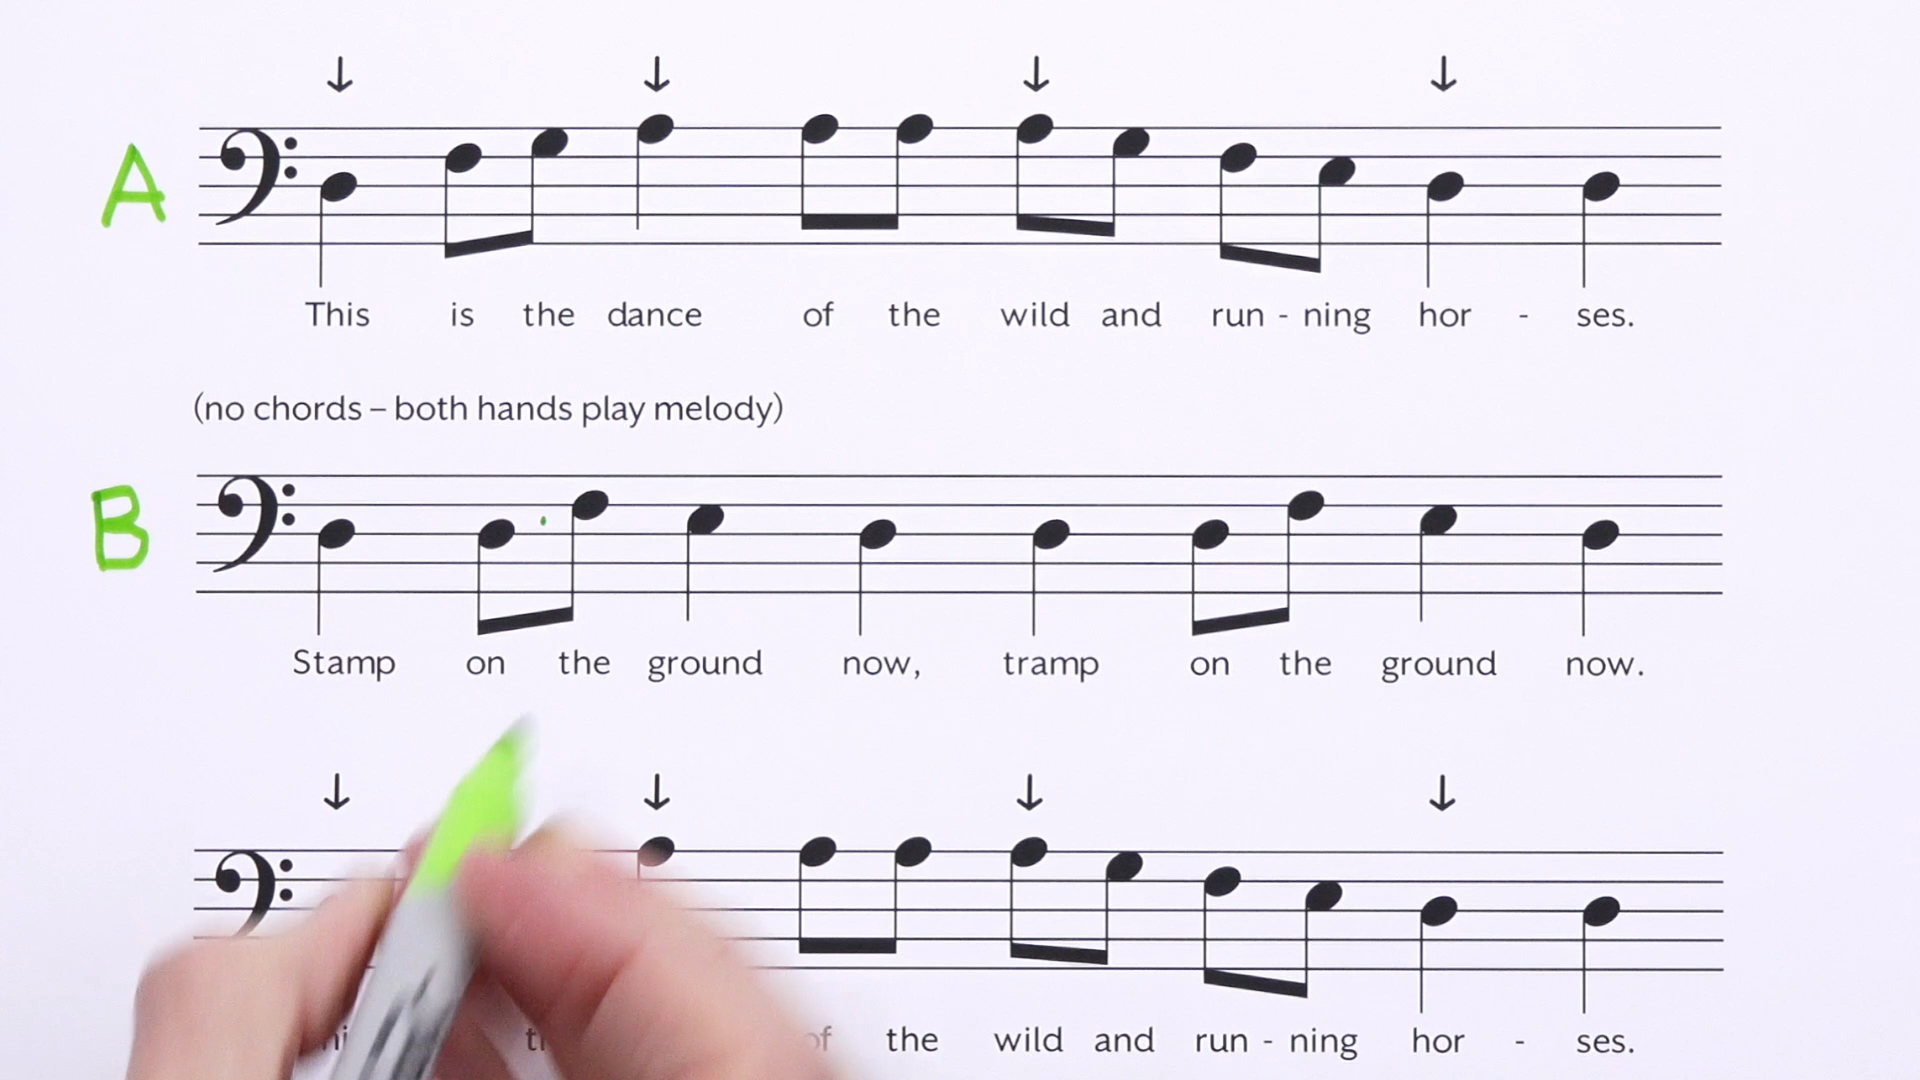 A
This is the dance of the wild and run - ning hor - ses.
(no chords – both hands play melody)
B
Stamp on the ground now, tramp on the ground now.
the wild and run - ning hor - ses.